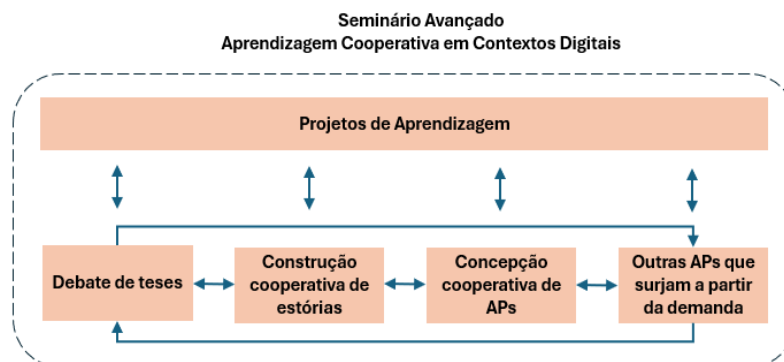 Seminário Avançado
Aprendizagem Cooperativa em Contextos Digitais
Projetos de Aprendizagem
Debate de teses
Construção
cooperativa de
estórias
Concepção
cooperativa de
APs
Outras APs que
surjam a partir
da demanda